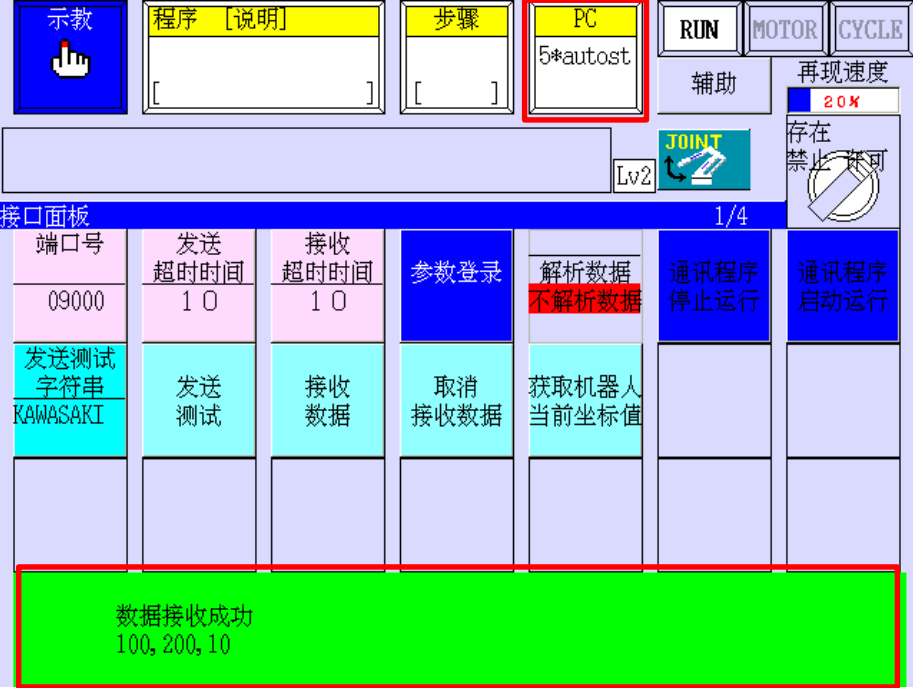 示教
程序 [说明]
[ ]
步骤
[ ]
PC
5*autost
RUN
MOTOR
CYCLE
辅助
再现速度
20%
Lv2
JOINT
存在
禁止 许可
接口面板
1/4
端口号
09000
发送
超时时间
10
接收
超时时间
10
参数登录
解析数据
不解析数据
通讯程序
停止运行
通讯程序
启动运行
发送测试
字符串
KAWASAKI
发送
测试
接收
数据
取消
接收数据
获取机器人
当前坐标值
数据接收成功
100,200,10